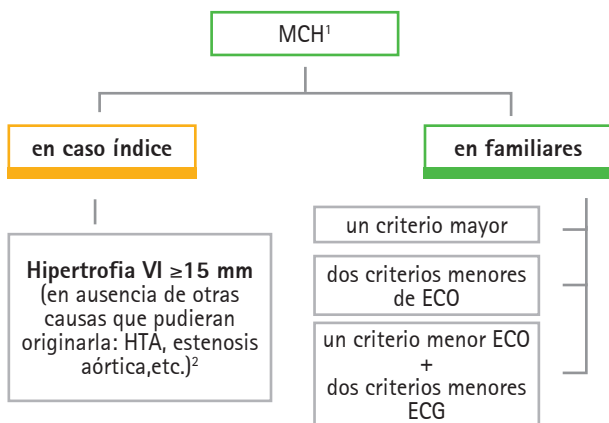 MCH¹
en caso índice
en familiares
Hipertrofia VI ≥15 mm
(en ausencia de otras
causas que pudieran
originarla: HTA, estenosis
aórtica,etc.)²
un criterio mayor
dos criterios menores
de ECO
un criterio menor ECO
+
dos criterios menores
ECG